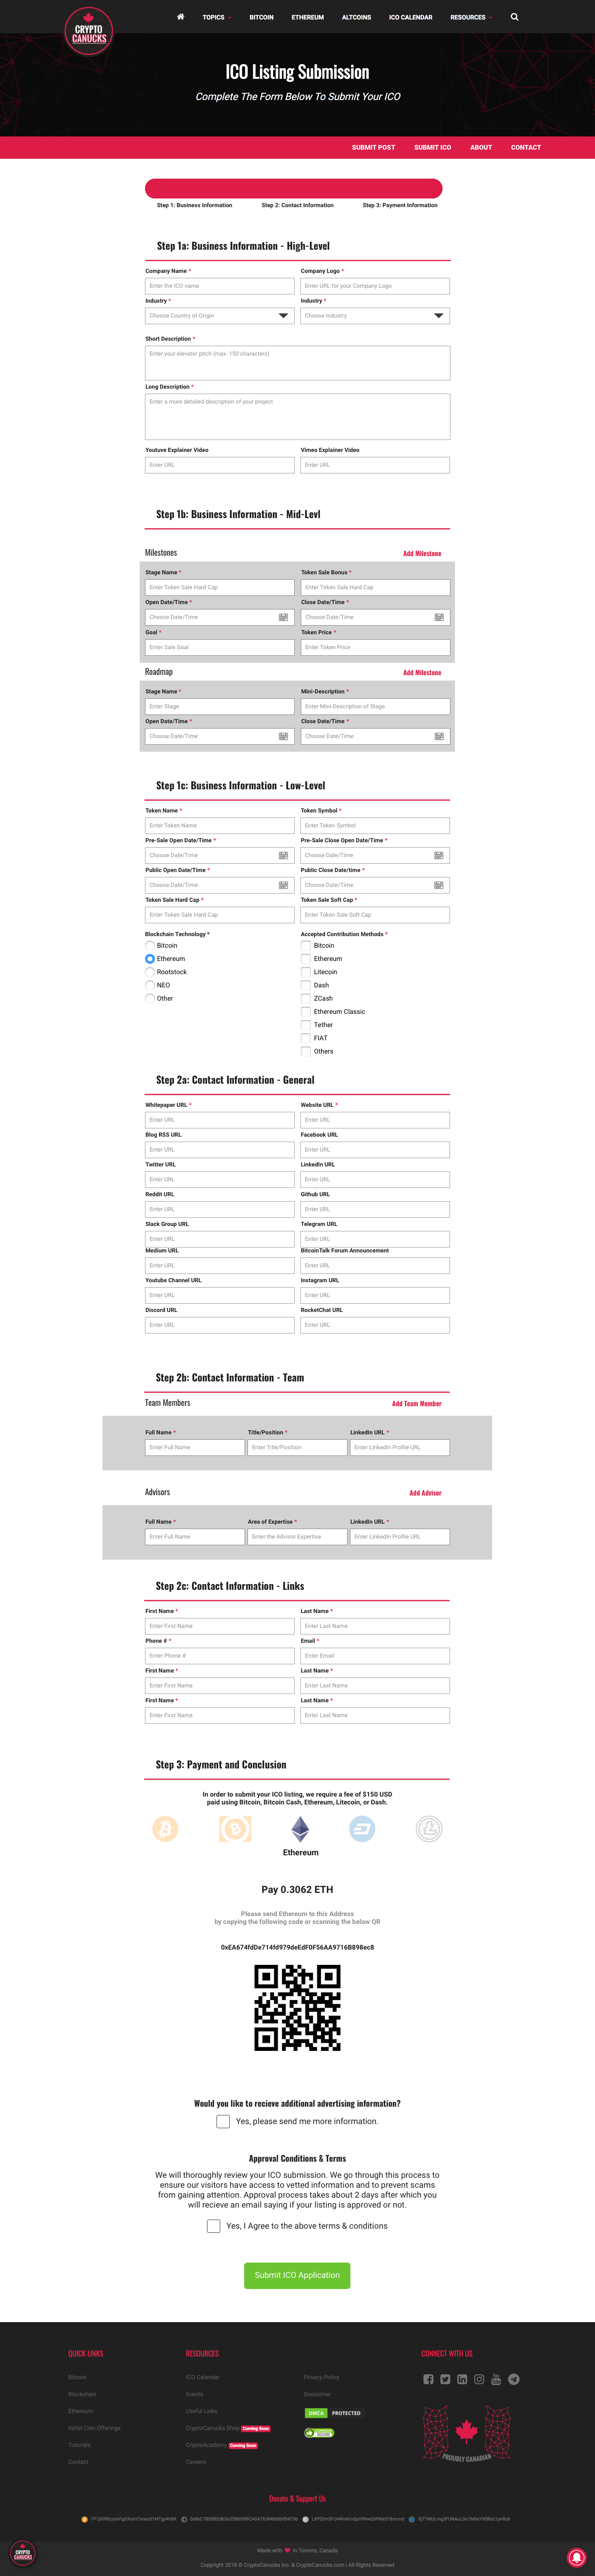 CRYPTO
CANUCKS
TOPICS
BITCOIN
ETHEREUM
ALTCOINS
ICO CALENDAR
RESOURCES
ICO Listing Submission
Complete The Form Below To Submit Your ICO
SUBMIT POST
SUBMIT ICO
ABOUT
CONTACT
Step 1: Business Information
Step 2: Contact Information
Step 3: Payment Information
Step 1a: Business Information - High-Level
Company Name *
Company Logo *
Enter the ICO name
Enter URL for your Company Logo
Industry *
Industry *
Choose Country of Origin
Choose Industry
Short Description *
Enter your elevator pitch (max. 150 characters)
Long Description *
Enter a more detailed description of your project
Youtuve Explainer Video
Vimeo Explainer Video
Enter URL
Enter URL
Step 1b: Business Information - Mid-Levl
Milestones
Add Milestone
Stage Name *
Token Sale Bonus *
Enter Token Sale Hard Cap
Enter Token Sale Hard Cap
Open Date/Time *
Close Date/Time *
Choose Date/Time
Choose Date/Time
Goal *
Token Price *
Enter Sale Goal
Enter Token Price
Roadmap
Add Milestone
Stage Name *
Mini-Description *
Enter Stage
Enter Mini-Description of Stage
Open Date/Time *
Close Date/Time *
Choose Date/Time
Choose Date/Time
Step 1c: Business Information - Low-Level
Token Name *
Token Symbol *
Enter Token Name
Enter Token Symbol
Pre-Sale Open Date/Time *
Pre-Sale Close Open Date/Time *
Choose Date/Time
Choose Date/Time
Public Open Date/Time *
Public Close Date/time *
Choose Date/Time
Choose Date/Time
Token Sale Hard Cap *
Token Sale Soft Cap *
Enter Token Sale Hard Cap
Enter Token Sale Soft Cap
Blockchain Technology *
Accepted Contribution Methods *
Bitcoin
Bitcoin
Ethereum
Ethereum
Rootstock
Litecoin
NEO
Dash
Other
ZCash
Ethereum Classic
Tether
FIAT
Others
Step 2a: Contact Information - General
Whitepaper URL *
Website URL *
Enter URL
Enter URL
Blog RSS URL
Facebook URL
Enter URL
Enter URL
Twitter URL
LinkedIn URL
Enter URL
Enter URL
Reddit URL
Github URL
Enter URL
Enter URL
Slack Group URL
Telegram URL
Enter URL
Enter URL
Medium URL
BitcoinTalk Forum Announcement
Enter URL
Enter URL
Youtube Channel URL
Instagram URL
Enter URL
Enter URL
Discord URL
RocketChat URL
Enter URL
Enter URL
Step 2b: Contact Information - Team
Team Members
Add Team Member
Full Name *
Title/Position *
LinkedIn URL *
Enter Full Name
Enter Title/Position
Enter LinkedIn Profile URL
Advisors
Add Advisor
Full Name *
Area of Expertise *
LinkedIn URL *
Enter Full Name
Enter the Advisor Expertise
Enter LinkedIn Profile URL
Step 2c: Contact Information - Links
First Name *
Last Name *
Enter First Name
Enter Last Name
Phone # *
Email *
Enter Phone #
Enter Email
First Name *
Last Name *
Enter First Name
Enter Last Name
First Name *
Last Name *
Enter First Name
Enter Last Name
Step 3: Payment and Conclusion
In order to submit your ICO listing, we require a fee of $150 USD
paid using Bitcoin, Bitcoin Cash, Ethereum, Litecoin, or Dash.
Ethereum
Pay 0.3062 ETH
Please send Ethereum to this Address
by copying the following code or scanning the below QR
0xEA674fdDe714fd979deEdF0F56AA9716B898ec8
Would you like to recieve additional advertising information?
Yes, please send me more information.
Approval Conditions & Terms
We will thoroughly review your ICO submission. We go through this process to
ensure our visitors have access to vetted information and to prevent scams
from gaining attention. Approval process takes about 2 days after which you
will recieve an email saying if your listing is approved or not.
Yes, I Agree to the above terms & conditions
Submit ICO Application
QUICK LINKS
RESOURCES
CONNECT WITH US
Bitcoin
ICO Calendar
Privacy Policy
Blockchain
Events
Disclaimer
Ethereum
Useful Links
DMCA PROTECTED
Initial Coin Offerings
CryptoCanucks Shop Coming Soon
Tutorials
CryptoAcademy Coming Soon
Contact
Careers
PROUDLY CANADIAN
Donate & Support Us
Made with in Toronto, Canada
CRYPTO
CANUCKS
Copyright 2018 © CryptoCanucks Inc. & CryptoCanucks.com | All Rights Reserved